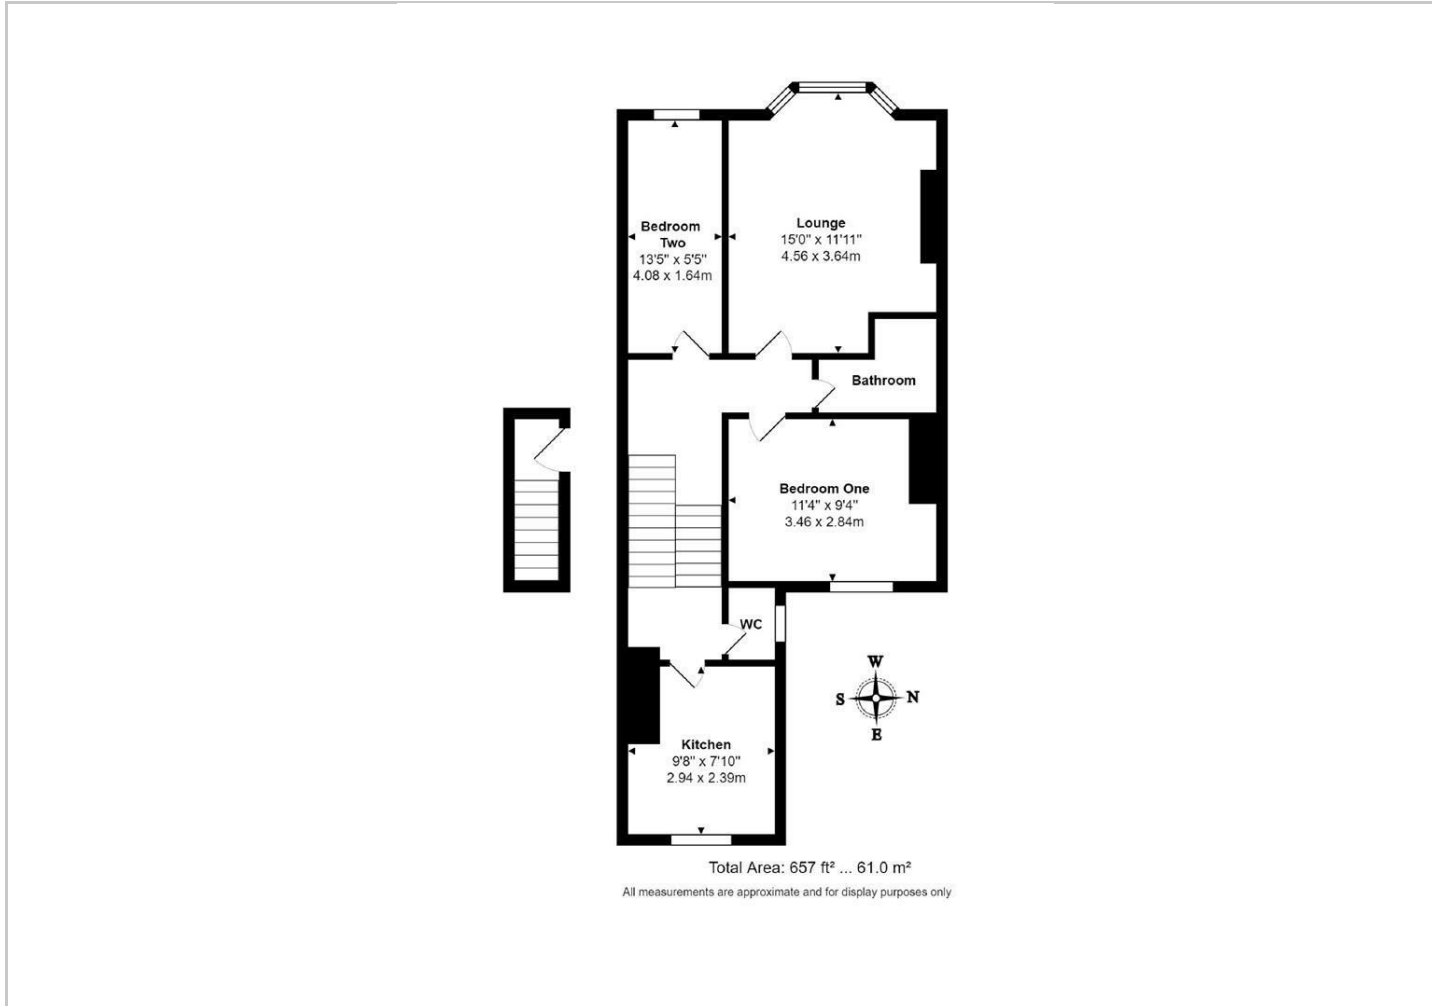 Bedroom
Two
13'5" x 5'5"
4.08 x 1.64m
Lounge
15'0" x 11'11"
4.56 x 3.64m
Bathroom
Bedroom One
11'4" x 9'4"
3.46 x 2.84m
WC
Kitchen
9'8" x 7'10"
2.94 x 2.39m
W
S N
E
Total Area: 657 ft² ... 61.0 m²
All measurements are approximate and for display purposes only